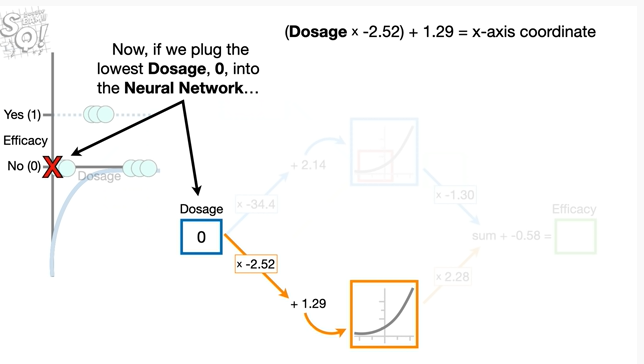 SQ!
(Dosage × -2.52) + 1.29 = x-axis coordinate
Now, if we plug the
lowest Dosage, 0, into
the Neural Network…
Yes (1)
Efficacy
No (0)
X
Dosage
+ 2.14
x -34.4
x -1.30
Dosage
0
Efficacy
sum + -0.58 =
x -2.52
x 2.28
+ 1.29